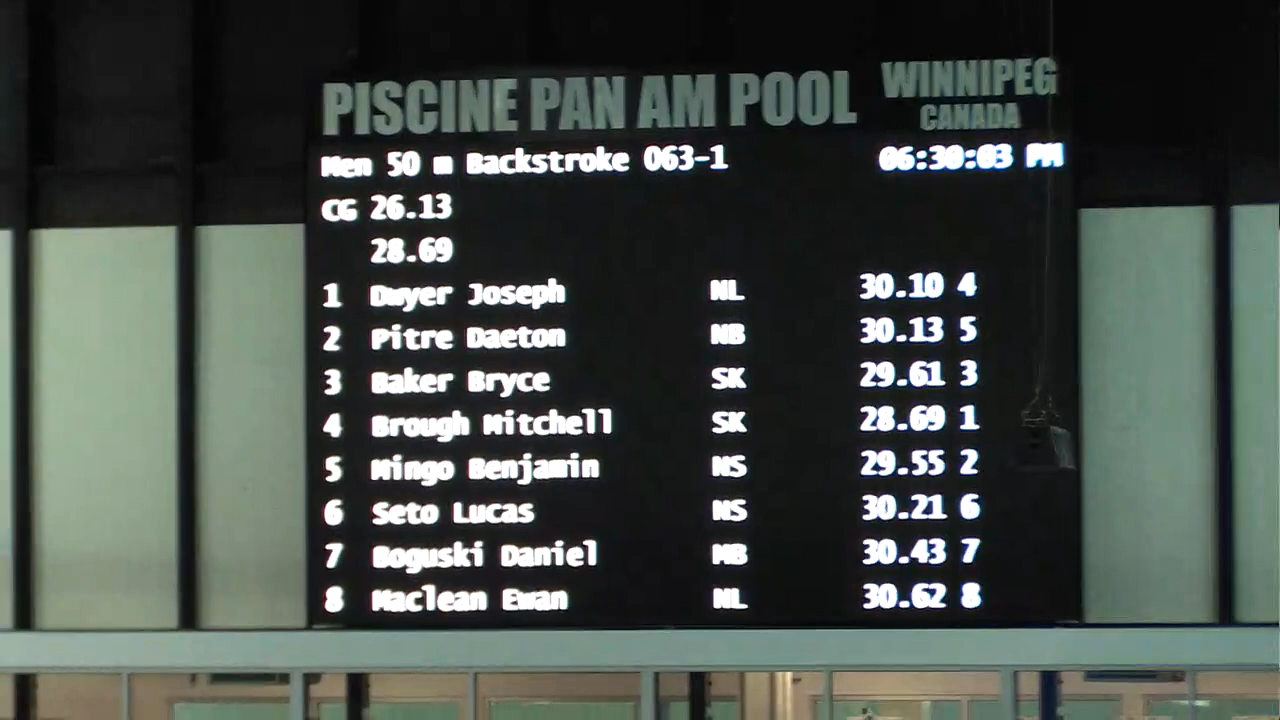 PISCINE PAN AM POOL WINNIPEG
CANADA
Men 50 m Backstroke 063-1 06:30:03 PM
CG 26.13
28.69
1 Dwyer Joseph NL 30.10 4
2 Pitre Daeton NB 30.13 5
3 Baker Bryce SK 29.61 3
4 Brough Mitchell SK 28.69 1
5 Mingo Benjamin NS 29.55 2
6 Seto Lucas NS 30.21 6
7 Boguski Daniel MB 30.43 7
8 Maclean Ewan NL 30.62 8